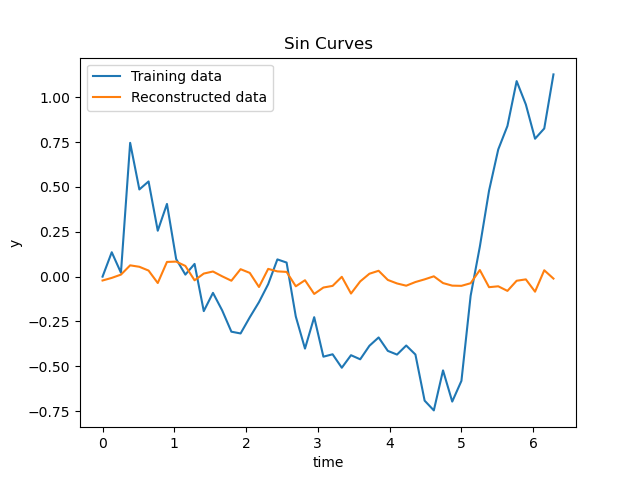 Sin Curves
Training data
Reconstructed data
1.00
0.75
0.50
0.25
0.00
−0.25
−0.50
−0.75
y
0 1 2 3 4 5 6
time